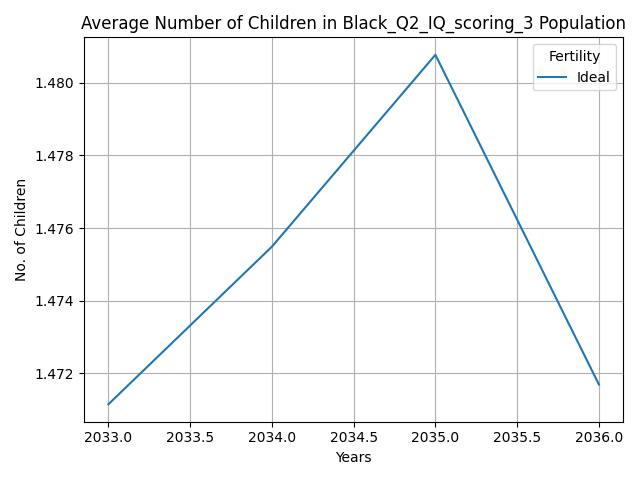 Average Number of Children in Black_Q2_IQ_scoring_3 Population
Fertility
Ideal
No. of Children
1.480
1.478
1.476
1.474
1.472
2033.0 2033.5 2034.0 2034.5 2035.0 2035.5 2036.0
Years